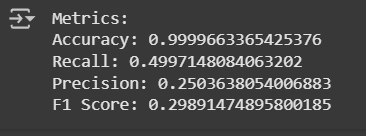 Metrics:
Accuracy: 0.9999663365425376
Recall: 0.4997148084063202
Precision: 0.2503638054006883
F1 Score: 0.29891474895800185